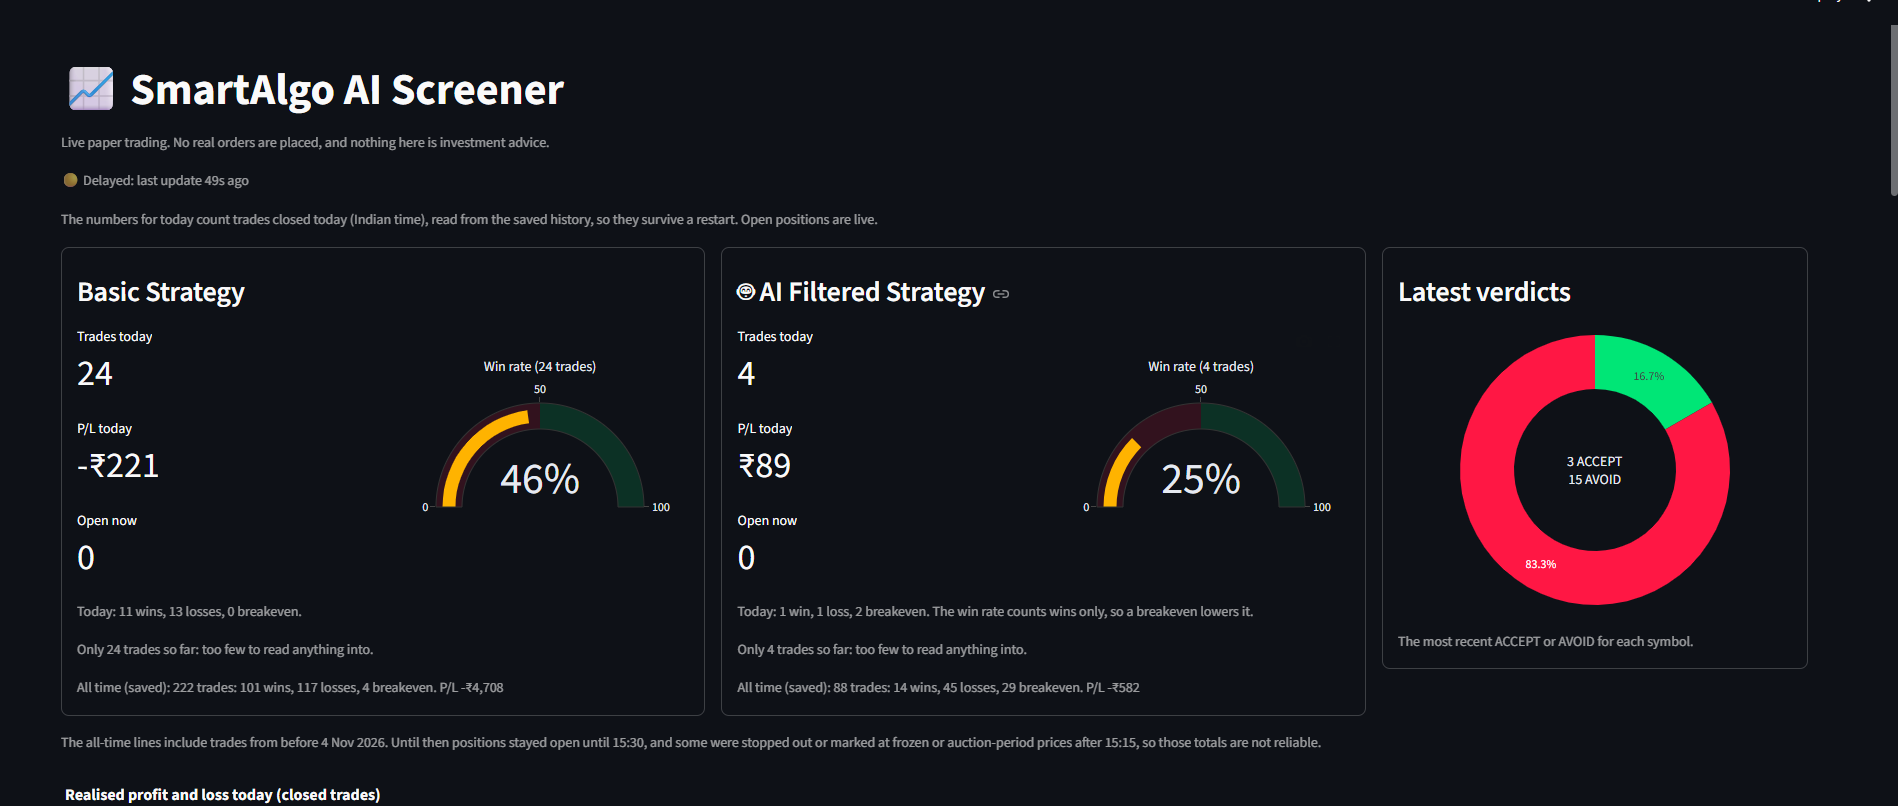 SmartAlgo AI Screener
Live paper trading. No real orders are placed, and nothing here is investment advice.
Delayed: last update 49s ago
The numbers for today count trades closed today (Indian time), read from the saved history, so they survive a restart. Open positions are live.
Basic Strategy
Trades today
24
P/L today
-₹221
Open now
0
Win rate (24 trades)
50
46%
0
100
Today: 11 wins, 13 losses, 0 breakeven.
Only 24 trades so far: too few to read anything into.
All time (saved): 222 trades: 101 wins, 117 losses, 4 breakeven. P/L -₹4,708
AI Filtered Strategy
Trades today
4
P/L today
₹89
Open now
0
Win rate (4 trades)
50
25%
0
100
Today: 1 win, 1 loss, 2 breakeven. The win rate counts wins only, so a breakeven lowers it.
Only 4 trades so far: too few to read anything into.
All time (saved): 88 trades: 14 wins, 45 losses, 29 breakeven. P/L -₹582
Latest verdicts
16.7%
3 ACCEPT
15 AVOID
83.3%
The most recent ACCEPT or AVOID for each symbol.
The all-time lines include trades from before 4 Nov 2026. Until then positions stayed open until 15:30, and some were stopped out or marked at frozen or auction-period prices after 15:15, so those totals are not reliable.
Realised profit and loss today (closed trades)